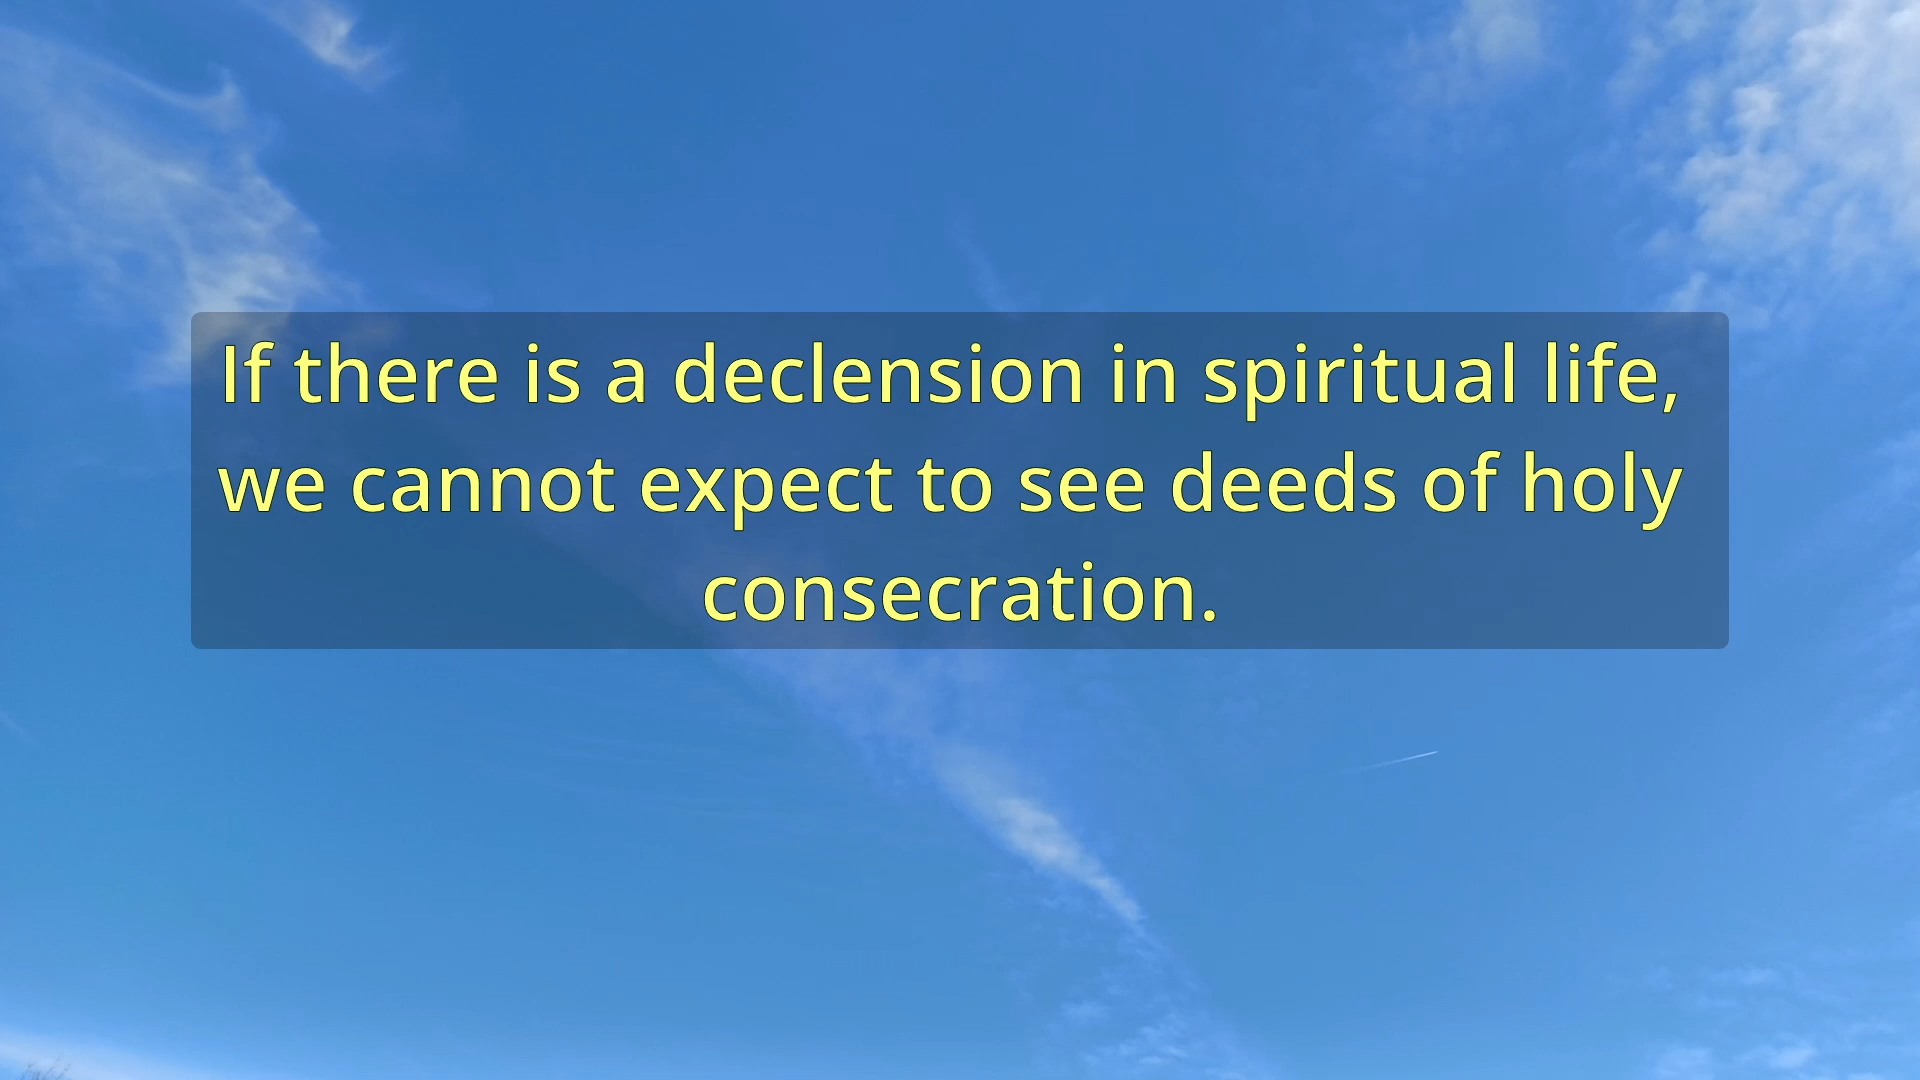 If there is a declension in spiritual life,
we cannot expect to see deeds of holy
consecration.